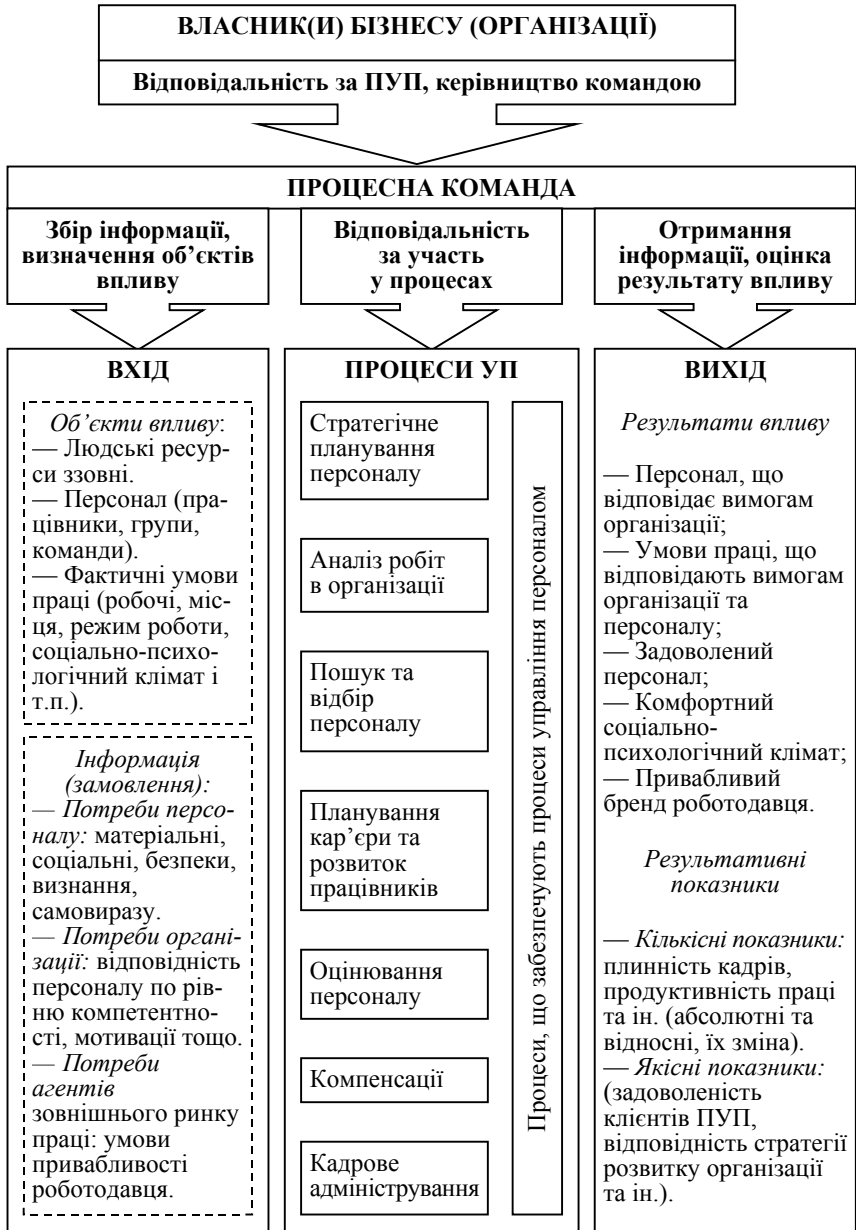 ВЛАСНИК(И) БІЗНЕСУ (ОРГАНІЗАЦІЇ)
Відповідальність за ПУП, керівництво командою
ПРОЦЕСНА КОМАНДА
Збір інформації,
визначення об’єктів
впливу
Відповідальність
за участь
у процесах
Отримання
інформації, оцінка
результату впливу
ВХІД
Об’єкти впливу:
— Людські ресур-
си ззовні.
— Персонал (пра-
цівники, групи,
команди).
— Фактичні умови
праці (робочі, міс-
ця, режим роботи,
соціально-психо-
логічний клімат і
т.п.).
Інформація
(замовлення):
— Потреби персо-
налу: матеріальні,
соціальні, безпеки,
визнання,
самовиразу.
— Потреби органі-
зації: відповідність
персоналу по рів-
ню компетентно-
сті, мотивації тощо.
— Потреби
агентів
зовнішнього ринку
праці: умови
привабливості
роботодавця.
ПРОЦЕСИ УП
Стратегічне
планування
персоналу
Аналіз робіт
в організації
Пошук та
відбір
персоналу
Планування
кар’єри та
розвиток
працівників
Оцінювання
персоналу
Компенсації
Кадрове
адміністрування
Процеси, що забезпечують процеси управління персоналом
ВИХІД
Результати впливу
— Персонал, що
відповідає вимогам
організації;
— Умови праці, що
відповідають вимогам
організації та
персоналу;
— Задоволений
персонал;
— Комфортний
соціально-
психологічний клімат;
— Привабливий
бренд роботодавця.
Результативні
показники
— Кількісні показники:
плинність кадрів,
продуктивність праці
та ін. (абсолютні та
відносні, їх зміна).
— Якісні показники:
(задоволеність
клієнтів ПУП,
відповідність стратегії
розвитку організації
та ін.).